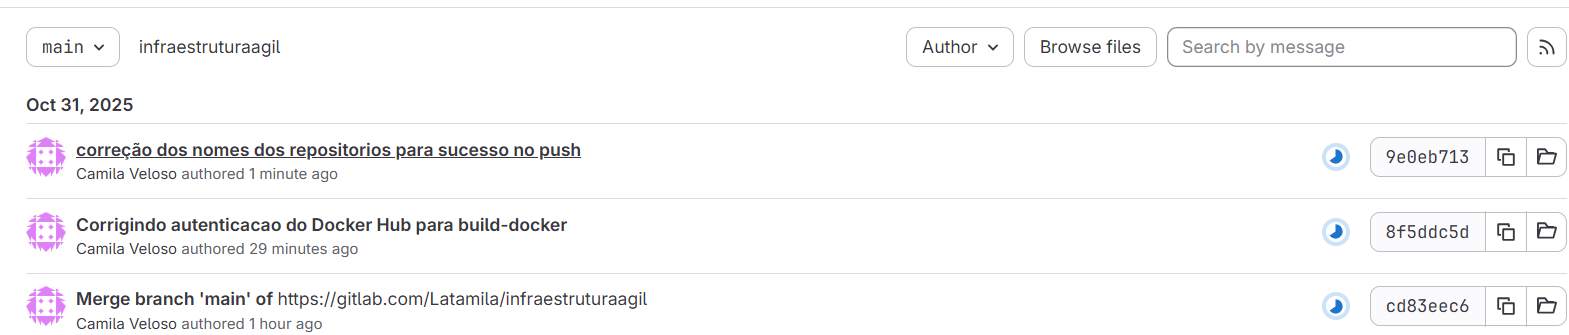 main infraestruturaagil Author Browse files Search by message
Oct 31, 2025
correção dos nomes dos repositorios para sucesso no push
Camila Veloso authored 1 minute ago
9e0eb713
Corrigindo autenticacao do Docker Hub para build-docker
Camila Veloso authored 29 minutes ago
8f5ddc5d
Merge branch 'main' of https://gitlab.com/Latamila/infraestruturaagil
Camila Veloso authored 1 hour ago
cd83eec6